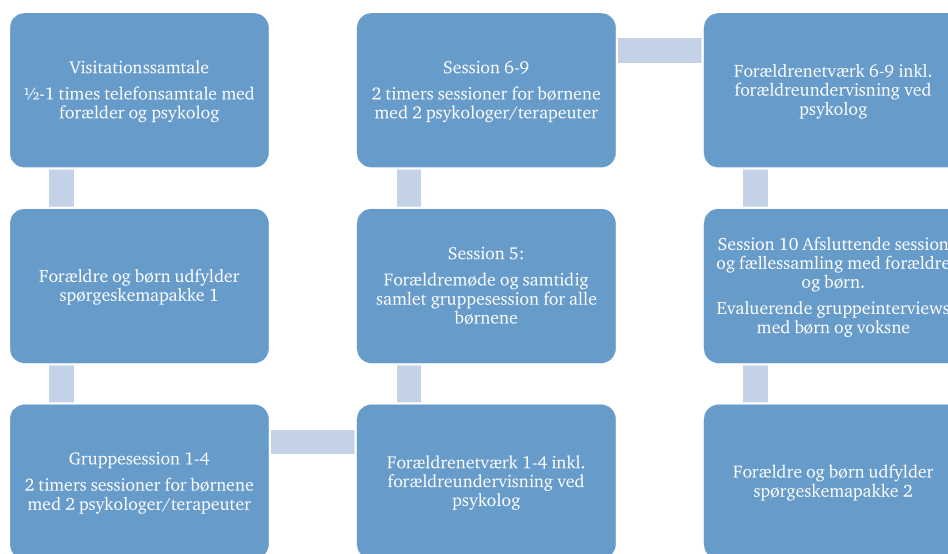 Visitationssamtale
½-1 times telefonsamtale med
forælder og psykolog
Forældre og børn udfylder
spørgeskemapakke 1
Gruppesession 1-4
2 timers sessioner for børnene
med 2 psykologer/terapeuter
Forældrenetværk 1-4 inkl.
forældreundervisning ved
psykolog
Session 5:
Forældremøde og samtidig
samlet gruppesession for alle
børnene
Session 6-9
2 timers sessioner for børnene
med 2 psykologer/terapeuter
Forældrenetværk 6-9 inkl.
forældreundervisning ved
psykolog
Session 10 Afsluttende session
og fællessamling med forældre
og børn.
Evaluerende gruppeinterviews
med børn og voksne
Forældre og børn udfylder
spørgeskemapakke 2